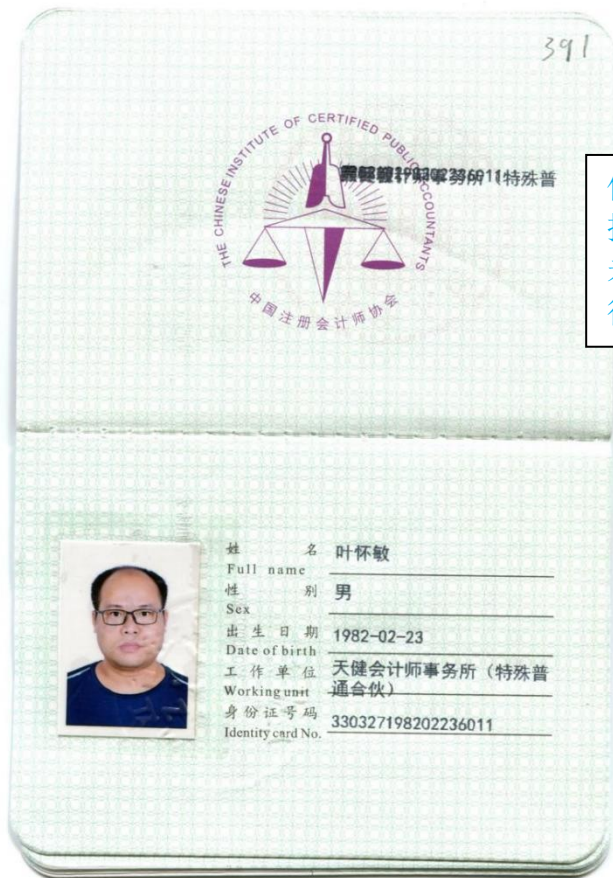 391
THE CHINESE INSTITUTE OF CERTIFIED PUBLIC ACCOUNTANTS
中国注册会计师协会
姓 名 叶怀敏
Full name
性 别 男
Sex
出 生 日 期 1982-02-23
Date of birth
工 作 单 位 天健会计师事务所（特殊普
Working unit 通合伙）
身 份 证 号 码 330327198202236011
Identity card No.